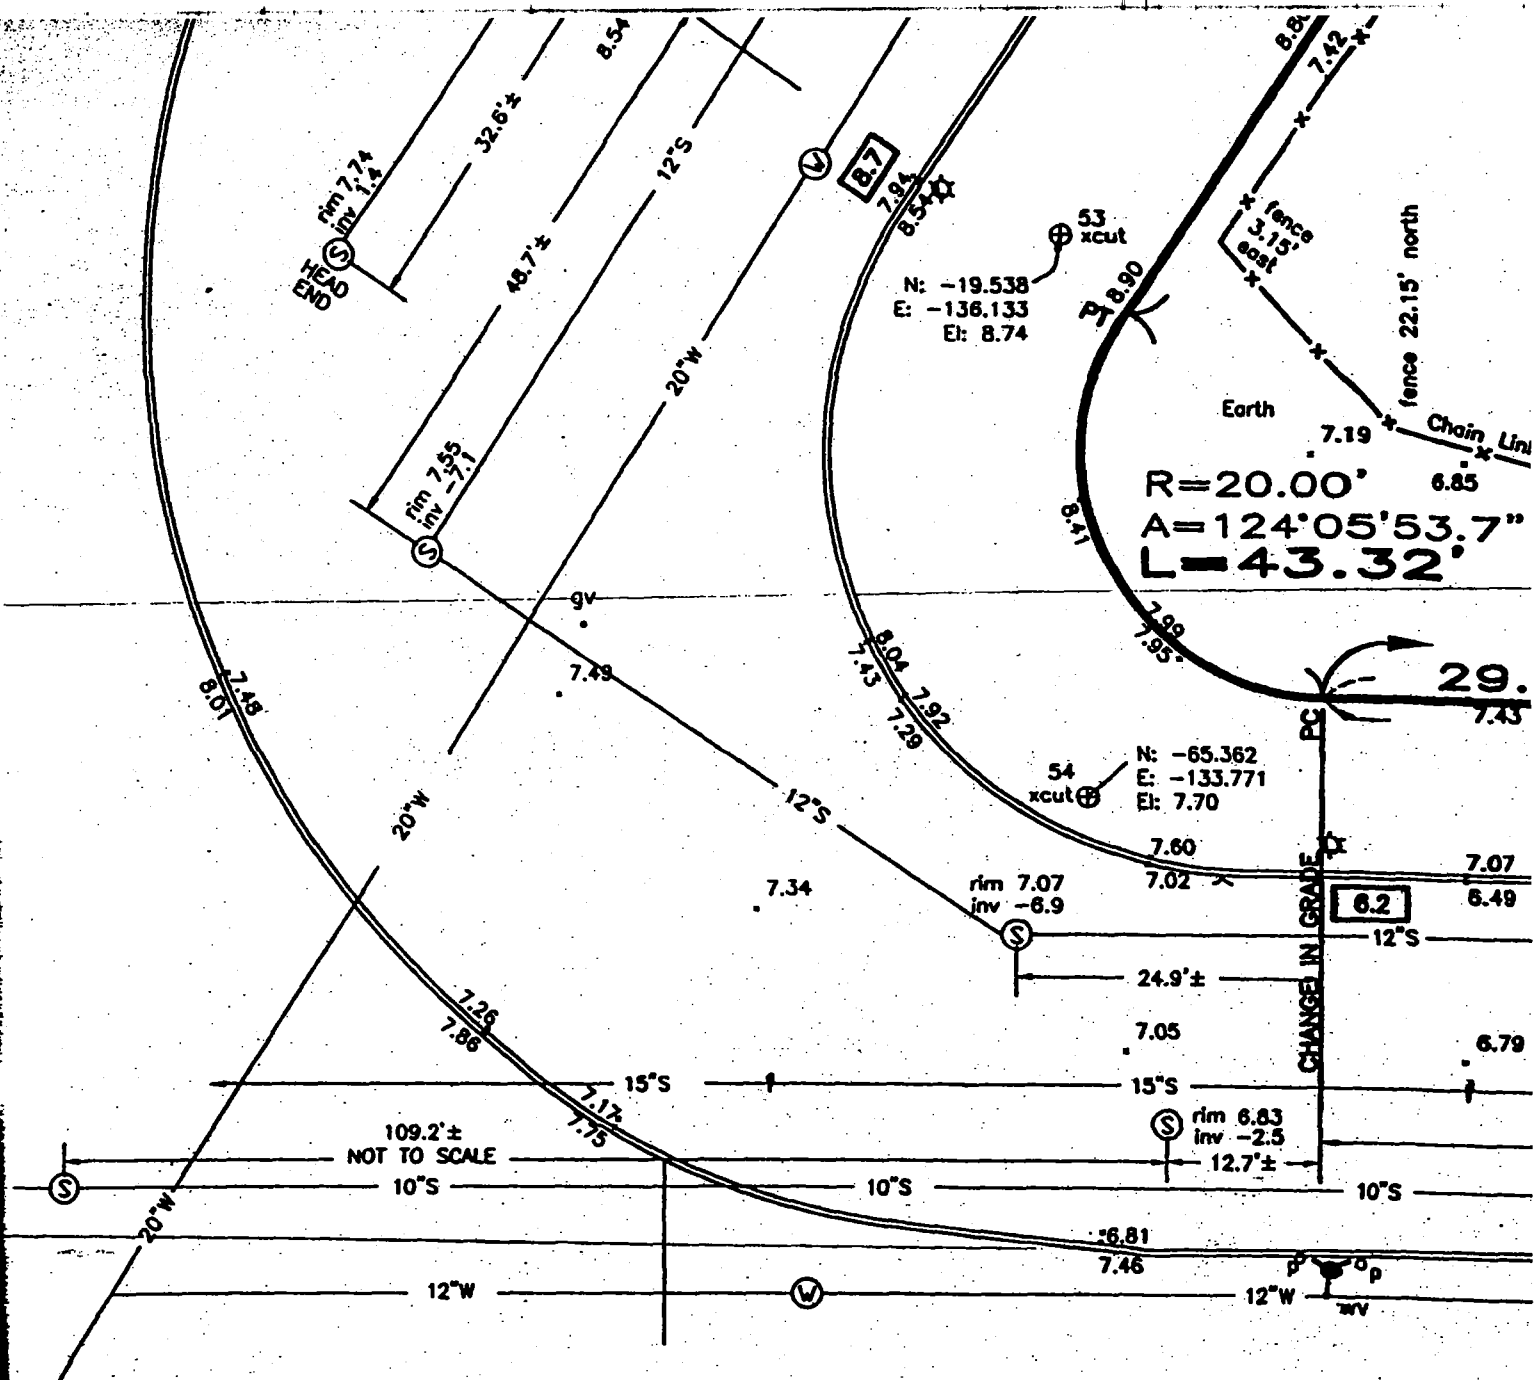 8.54
8.8
7.42
32.6'±
rim 7.74
inv 1.4
S
HEAD
END
12"S
W
8.7
7.94
8.54
53
xcut
fence
3.15'
east
fence 22.15' north
48.7'±
N: -19.538
E: -136.133
El: 8.74
PT 8.90
20"W
Earth
7.19
Chain Lin
6.85
rim 7.55
inv -7.1
S
R=20.00'
A=124°05'53.7"
L=43.32'
8.41
gv
7.49
7.99
7.95
8.04
7.43
7.48
8.01
7.92
7.29
29.
7.43
PC
54
xcut
N: -65.362
E: -133.771
El: 7.70
20"W
12"S
7.60
7.02
7.07
6.49
7.34
rim 7.07
inv -6.9
S
6.2
12"S
24.9'±
CHANGE IN GRADE
7.26
7.86
7.05
6.79
15"S
15"S
7.17
7.75
109.2'±
NOT TO SCALE
S
rim 6.83
inv -2.5
12.7'±
S
10"S
10"S
10"S
20"W
6.81
7.46
12"W
W
12"W
p
p
wv